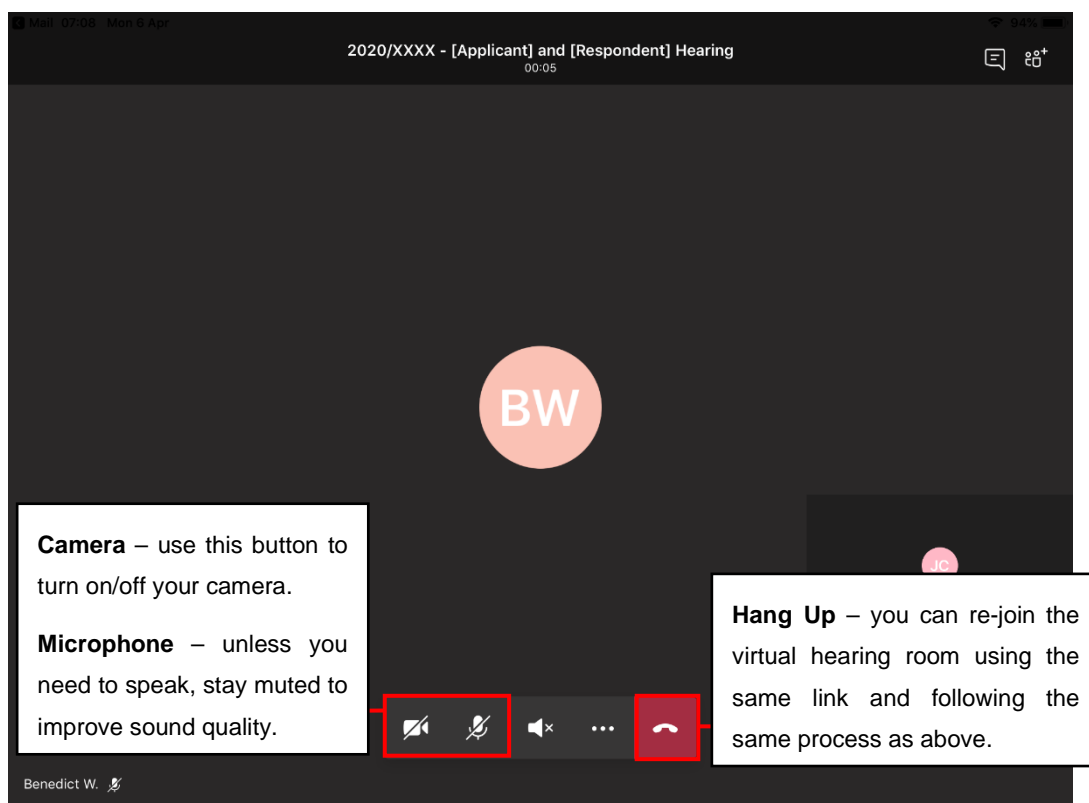 Mail 07:08 Mon 6 Apr
94%
2020/XXXX - [Applicant] and [Respondent] Hearing
00:05
BW
Camera – use this button to
turn on/off your camera.
Microphone – unless you
need to speak, stay muted to
improve sound quality.
JC
Hang Up – you can re-join the
virtual hearing room using the
same link and following the
same process as above.
Benedict W.